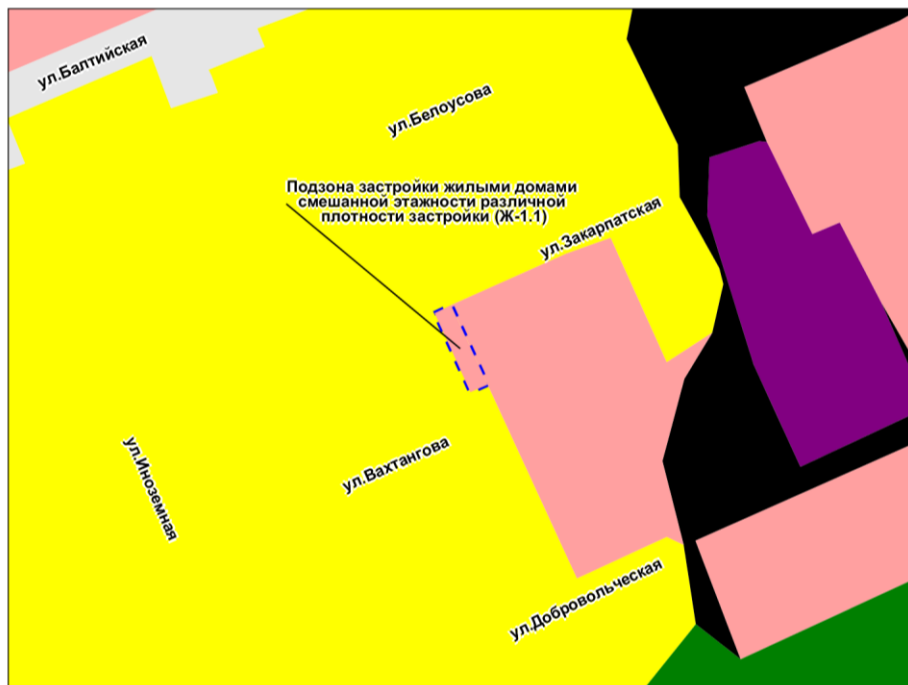 ул.Балтийская
ул.Белоусова
Подзона застройки жилыми домами
смешанной этажности различной
плотности застройки (Ж-1.1)
ул.Закарпатская
ул.Вахтангова
ул.Иноземная
ул.Добровольческая